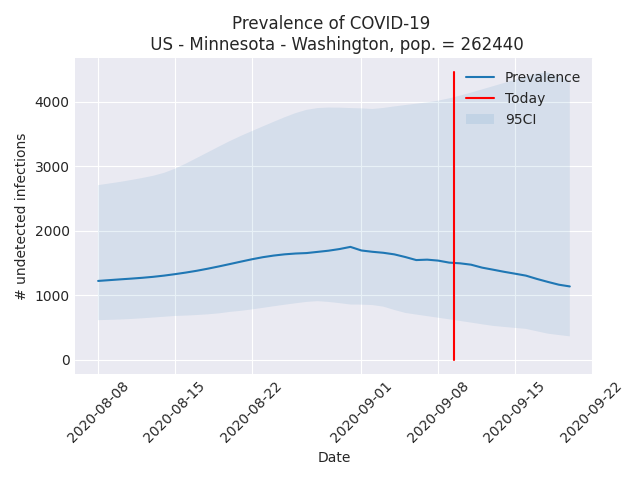 Prevalence of COVID-19
US - Minnesota - Washington, pop. = 262440
Prevalence
Today
95CI
# undetected infections
4000
3000
2000
1000
0
2020-08-08
2020-08-15
2020-08-22
2020-09-01
2020-09-08
2020-09-15
2020-09-22
Date